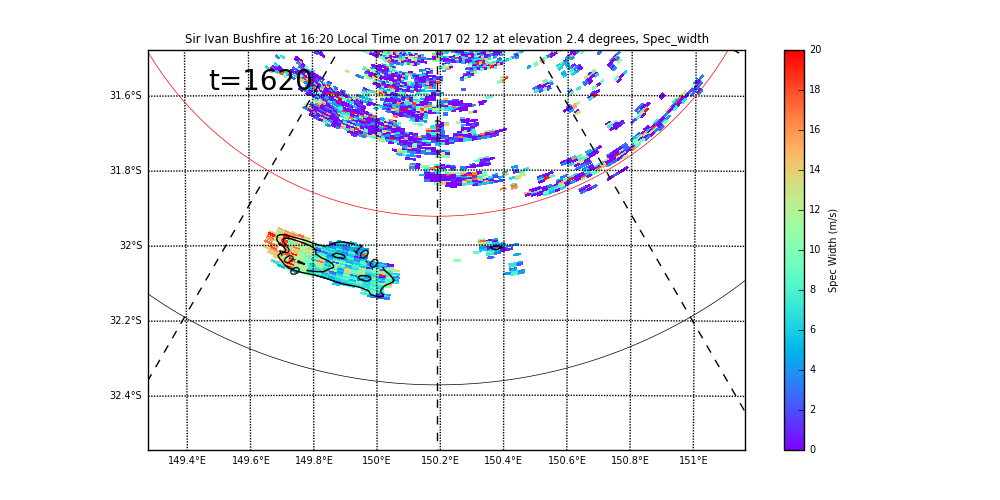 Sir Ivan Bushfire at 16:20 Local Time on 2017 02 12 at elevation 2.4 degrees, Spec_width
t=1620
31.6°S
31.8°S
32°S
32.2°S
32.4°S
149.4°E 149.6°E 149.8°E 150°E 150.2°E 150.4°E 150.6°E 150.8°E 151°E
20
18
16
14
12
10
8
6
4
2
0
Spec Width (m/s)